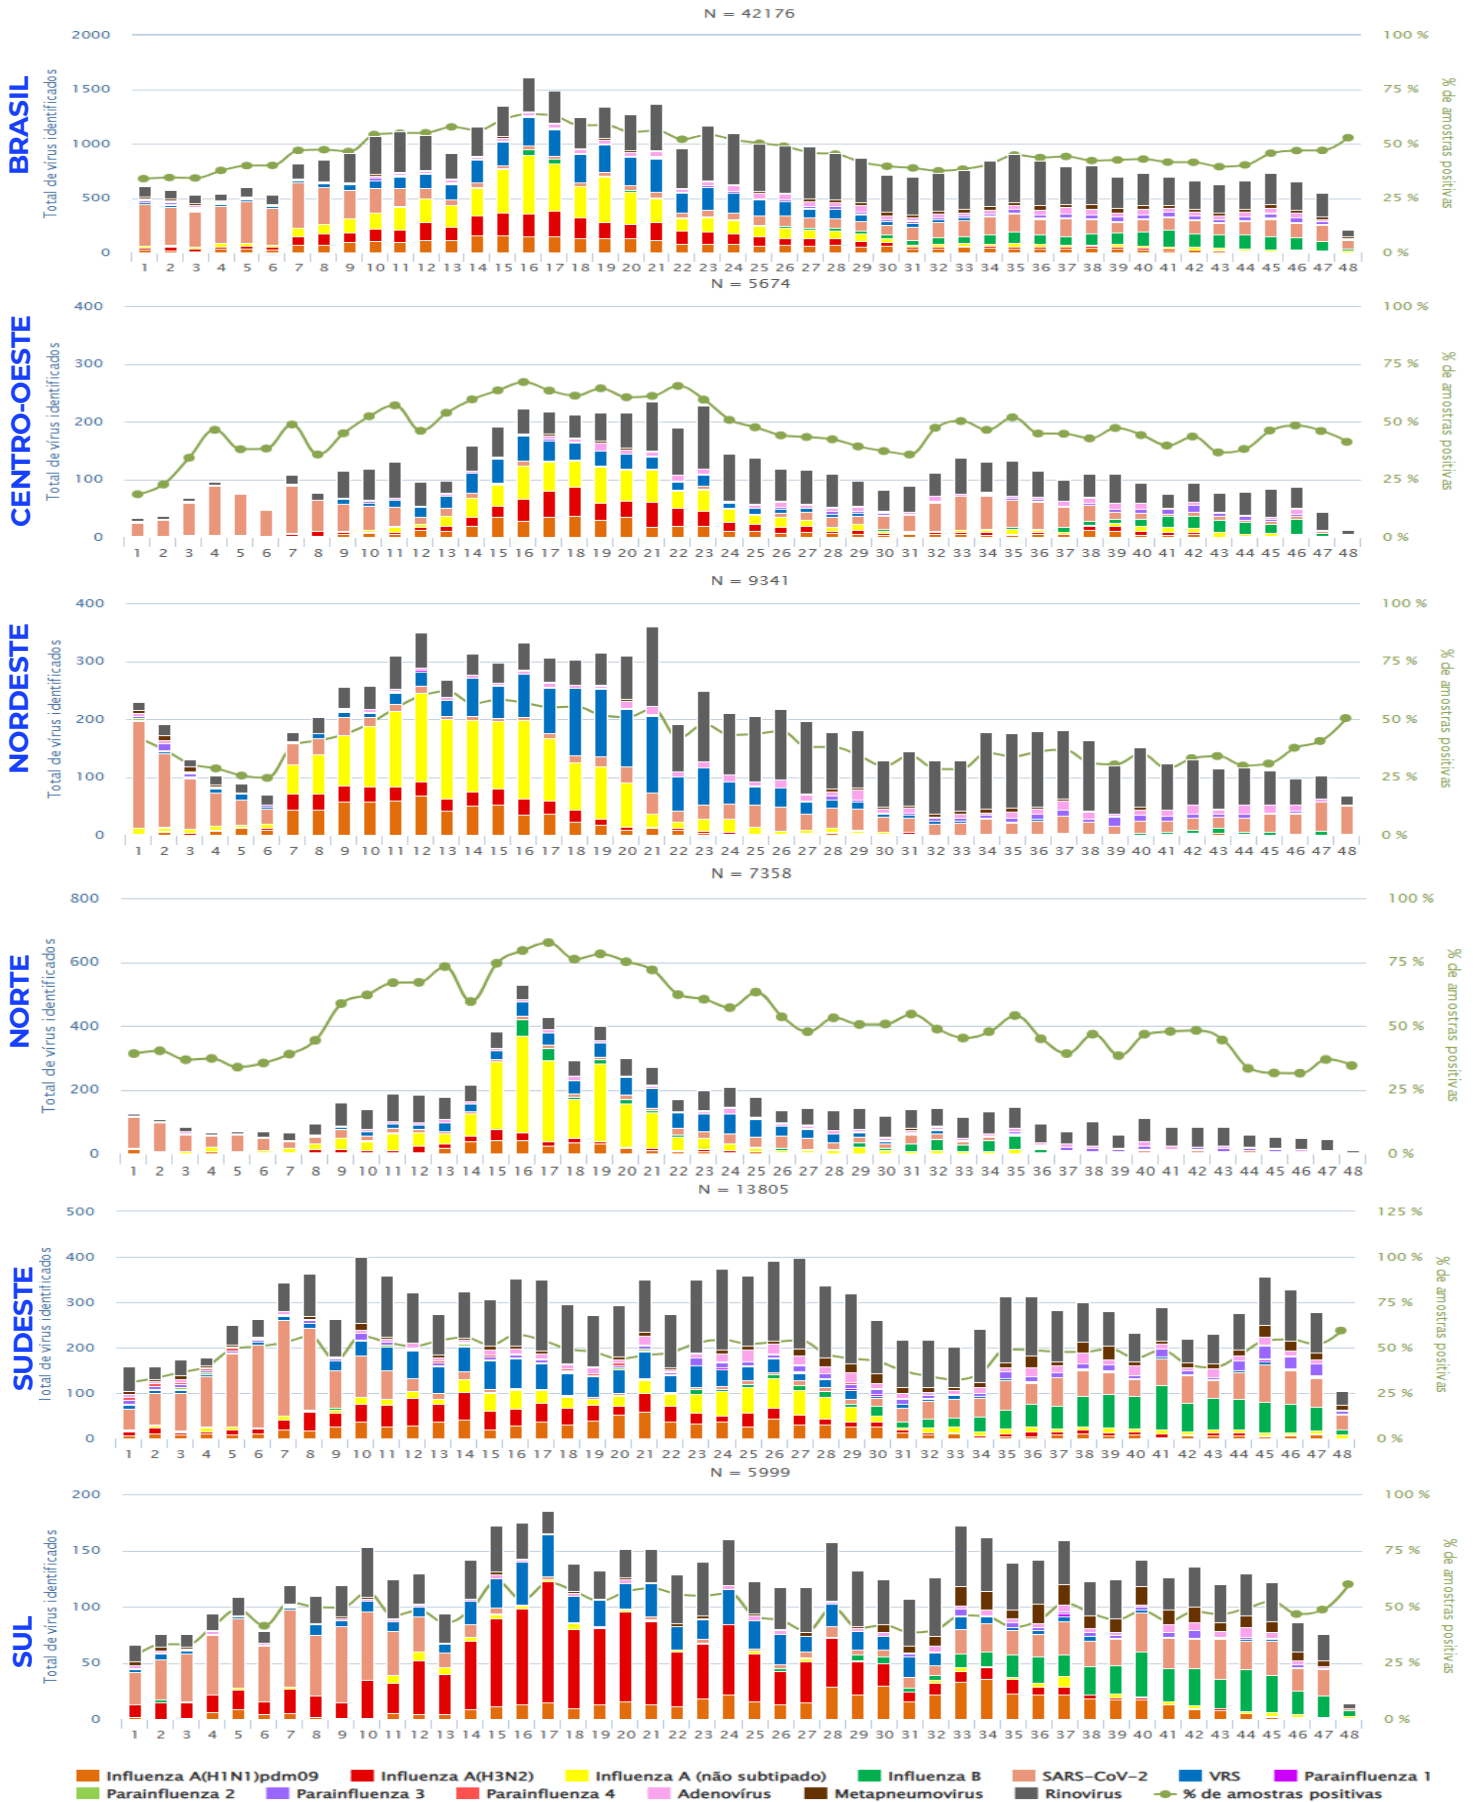 N = 42176
BRASIL
Total de vírus identificados
2000
1500
1000
500
0
100 %
75 %
50 %
25 %
0 %
% de amostras positivas
1 2 3 4 5 6 7 8 9 10 11 12 13 14 15 16 17 18 19 20 21 22 23 24 25 26 27 28 29 30 31 32 33 34 35 36 37 38 39 40 41 42 43 44 45 46 47 48
N = 5674
CENTRO-OESTE
Total de vírus identificados
400
300
200
100
0
100 %
75 %
50 %
25 %
0 %
% de amostras positivas
1 2 3 4 5 6 7 8 9 10 11 12 13 14 15 16 17 18 19 20 21 22 23 24 25 26 27 28 29 30 31 32 33 34 35 36 37 38 39 40 41 42 43 44 45 46 47 48
N = 9341
NORDESTE
Total de vírus identificados
400
300
200
100
0
100 %
75 %
50 %
25 %
0 %
% de amostras positivas
1 2 3 4 5 6 7 8 9 10 11 12 13 14 15 16 17 18 19 20 21 22 23 24 25 26 27 28 29 30 31 32 33 34 35 36 37 38 39 40 41 42 43 44 45 46 47 48
N = 7358
NORTE
Total de vírus identificados
800
600
400
200
0
100 %
75 %
50 %
25 %
0 %
% de amostras positivas
1 2 3 4 5 6 7 8 9 10 11 12 13 14 15 16 17 18 19 20 21 22 23 24 25 26 27 28 29 30 31 32 33 34 35 36 37 38 39 40 41 42 43 44 45 46 47 48
N = 13805
SUDESTE
Total de vírus identificados
500
400
300
200
100
0
125 %
100 %
75 %
50 %
25 %
0 %
% de amostras positivas
1 2 3 4 5 6 7 8 9 10 11 12 13 14 15 16 17 18 19 20 21 22 23 24 25 26 27 28 29 30 31 32 33 34 35 36 37 38 39 40 41 42 43 44 45 46 47 48
N = 5999
SUL
Total de vírus identificados
200
150
100
50
0
100 %
75 %
50 %
25 %
0 %
% de amostras positivas
1 2 3 4 5 6 7 8 9 10 11 12 13 14 15 16 17 18 19 20 21 22 23 24 25 26 27 28 29 30 31 32 33 34 35 36 37 38 39 40 41 42 43 44 45 46 47 48
Influenza A(H1N1)pdm09 Influenza A(H3N2) Influenza A (não subtipado) Influenza B SARS-CoV-2 VRS Parainfluenza 1
Parainfluenza 2 Parainfluenza 3 Parainfluenza 4 Adenovírus Metapneumovirus Rinovirus % de amostras positivas